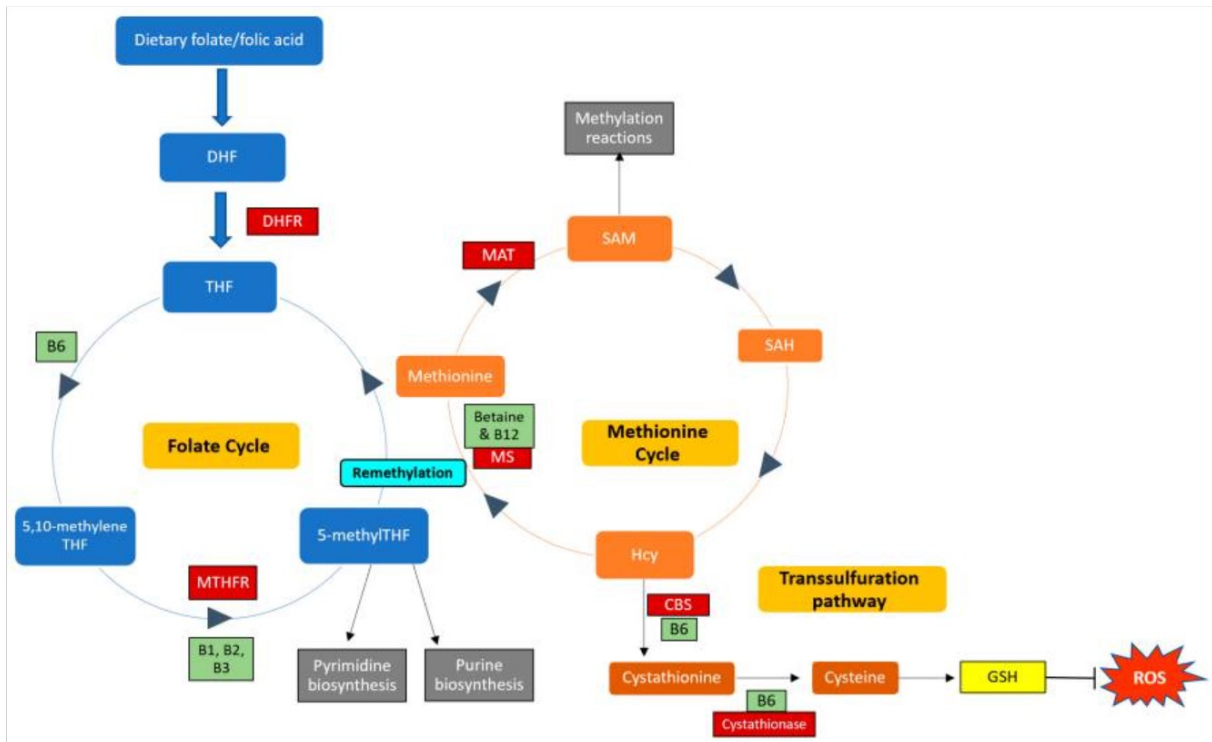 Dietary folate/folic acid
DHF
DHFR
THF
B6
Folate Cycle
Remethylation
5,10-methylene
THF
5-methylTHF
MTHFR
B1, B2,
B3
Pyrimidine
biosynthesis
Purine
biosynthesis
Methylation
reactions
SAM
MAT
SAH
Methionine
Betaine
& B12
MS
Methionine
Cycle
Hcy
Transsulfuration
pathway
CBS
B6
Cystathionine
B6
Cystathionase
Cysteine
GSH
ROS